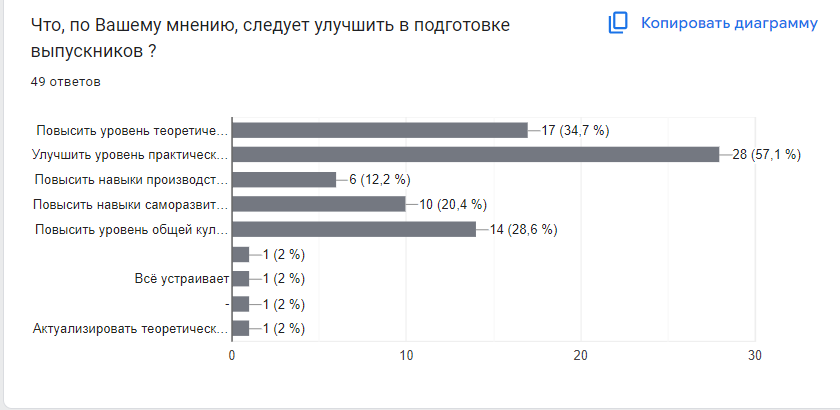 Что, по Вашему мнению, следует улучшить в подготовке
выпускников ?
Копировать диаграмму
49 ответов
Повысить уровень теоретиче...
17 (34,7 %)
Улучшить уровень практическ...
28 (57,1 %)
Повысить навыки производст...
6 (12,2 %)
Повысить навыки саморазвит...
10 (20,4 %)
Повысить уровень общей кул...
14 (28,6 %)
1 (2 %)
Всё устраивает
1 (2 %)
-
1 (2 %)
Актуализировать теоретическ...
1 (2 %)
0
10
20
30